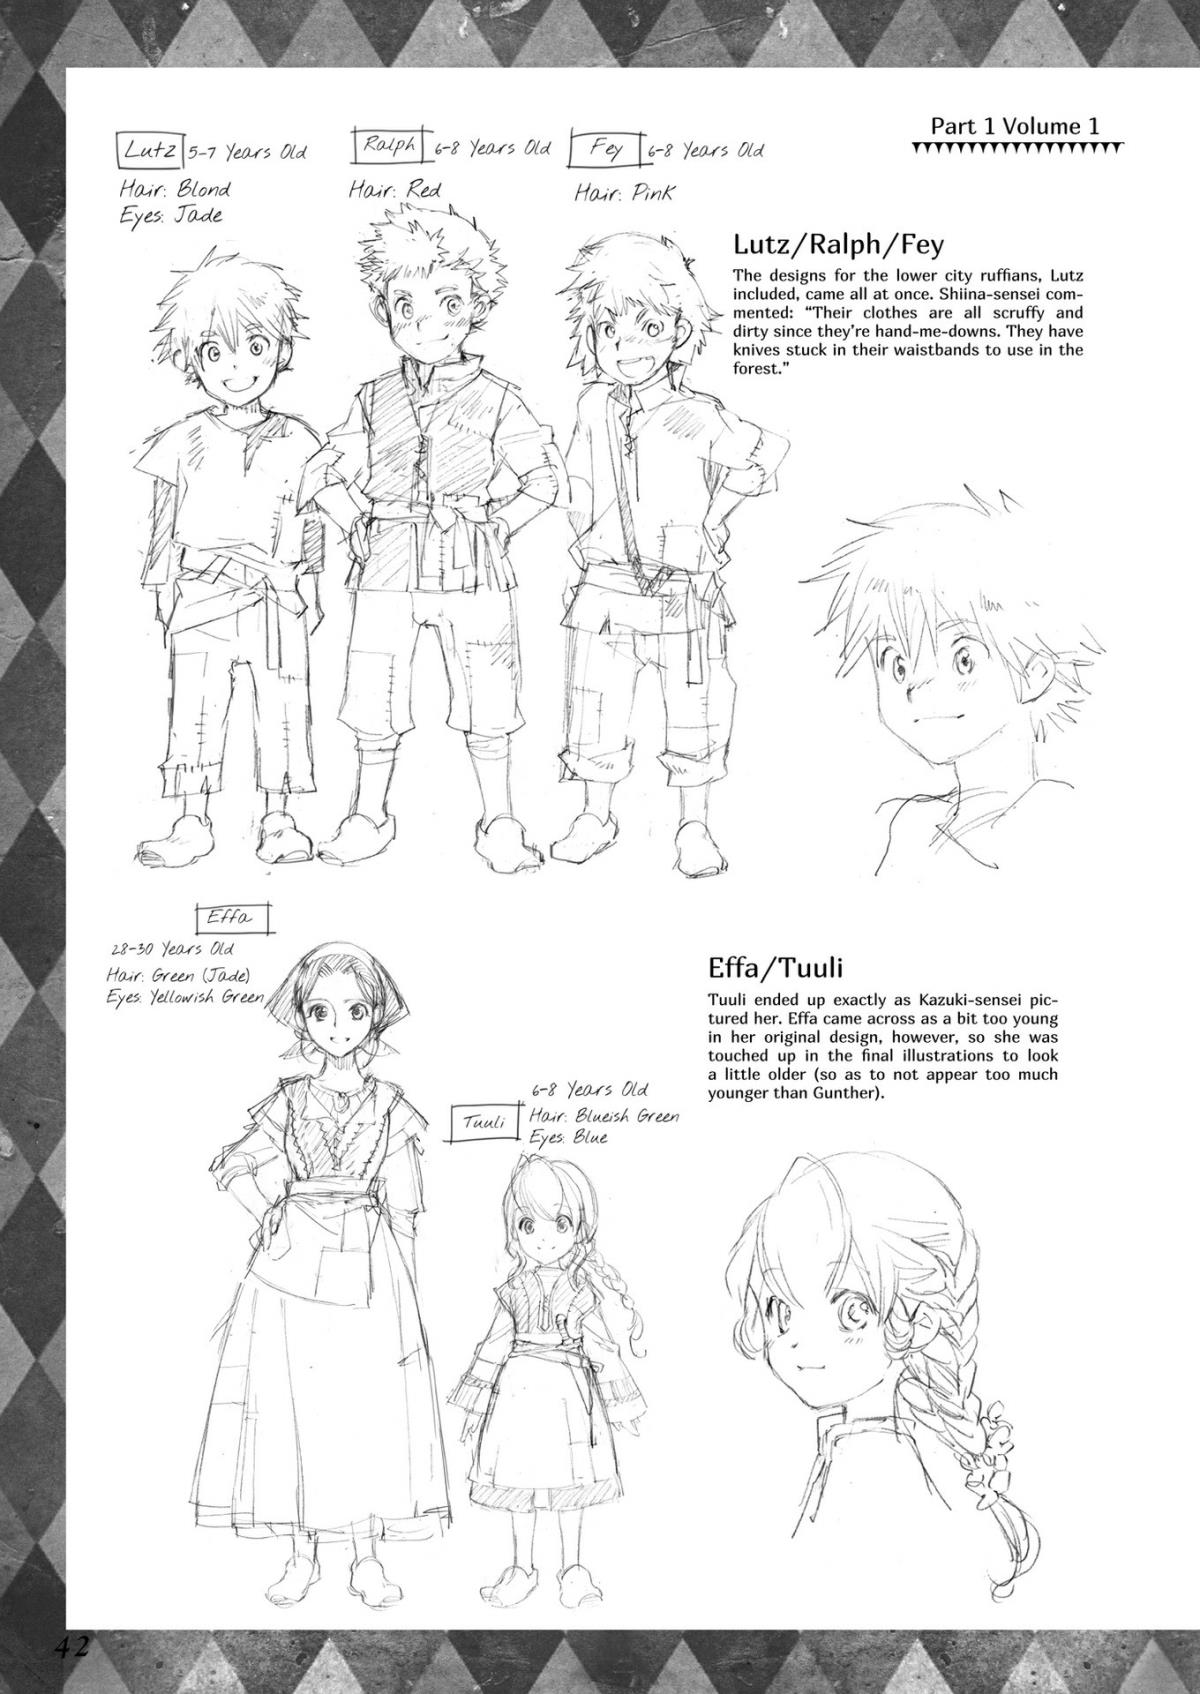 Part 1 Volume 1
Lutz 5-7 Years Old
Hair: Blond
Eyes: Jade
Ralph 6-8 Years Old
Hair: Red
Fey 6-8 Years Old
Hair: Pink
Lutz/Ralph/Fey
The designs for the lower city ruffians, Lutz
included, came all at once. Shiina-sensei com-
mented: “Their clothes are all scruffy and
dirty since they’re hand-me-downs. They have
knives stuck in their waistbands to use in the
forest.”
Effa
28-30 Years Old
Hair: Green (Jade)
Eyes: Yellowish Green
Effa/Tuuli
Tuuli ended up exactly as Kazuki-sensei pic-
tured her. Effa came across as a bit too young
in her original design, however, so she was
touched up in the final illustrations to look
a little older (so as to not appear too much
younger than Gunther).
Tuuli
6-8 Years Old
Hair: Blueish Green
Eyes: Blue
42